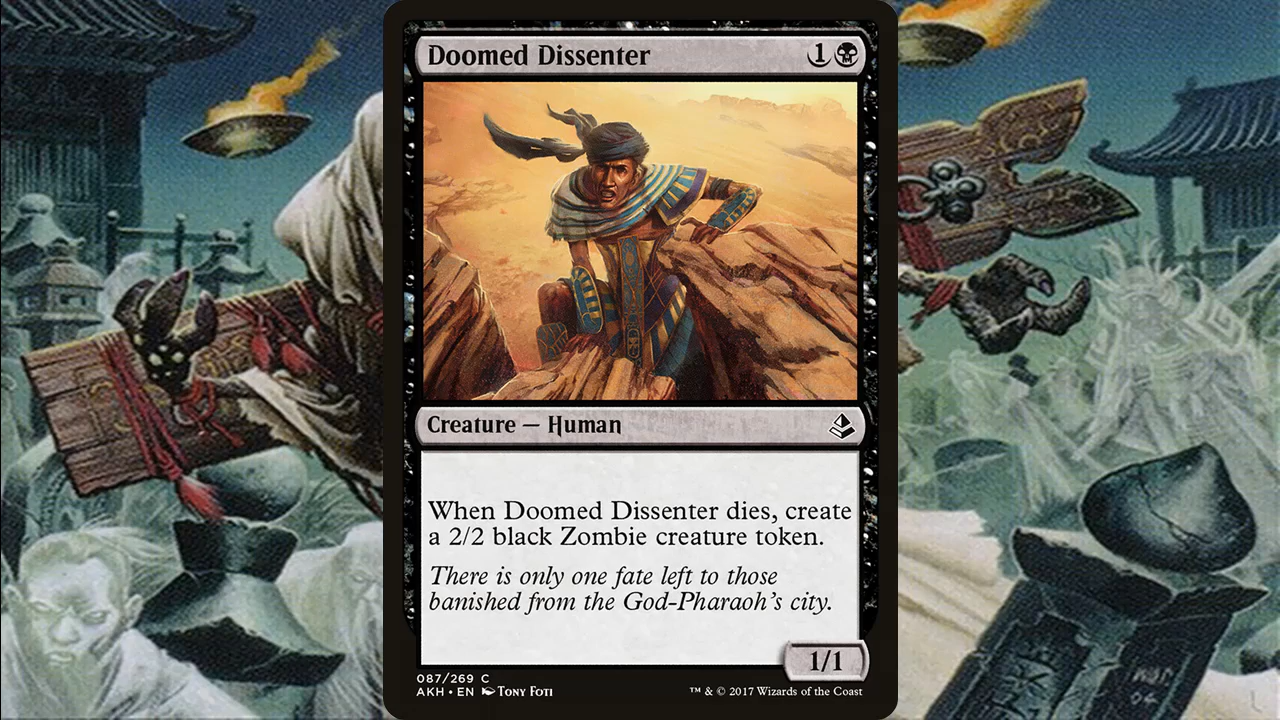 Doomed Dissenter 1
Creature — Human
When Doomed Dissenter dies, create
a 2/2 black Zombie creature token.
There is only one fate left to those
banished from the God-Pharaoh's city.
1/1
087/269 C
AKH • EN Tony Foti
™ & © 2017 Wizards of the Coast